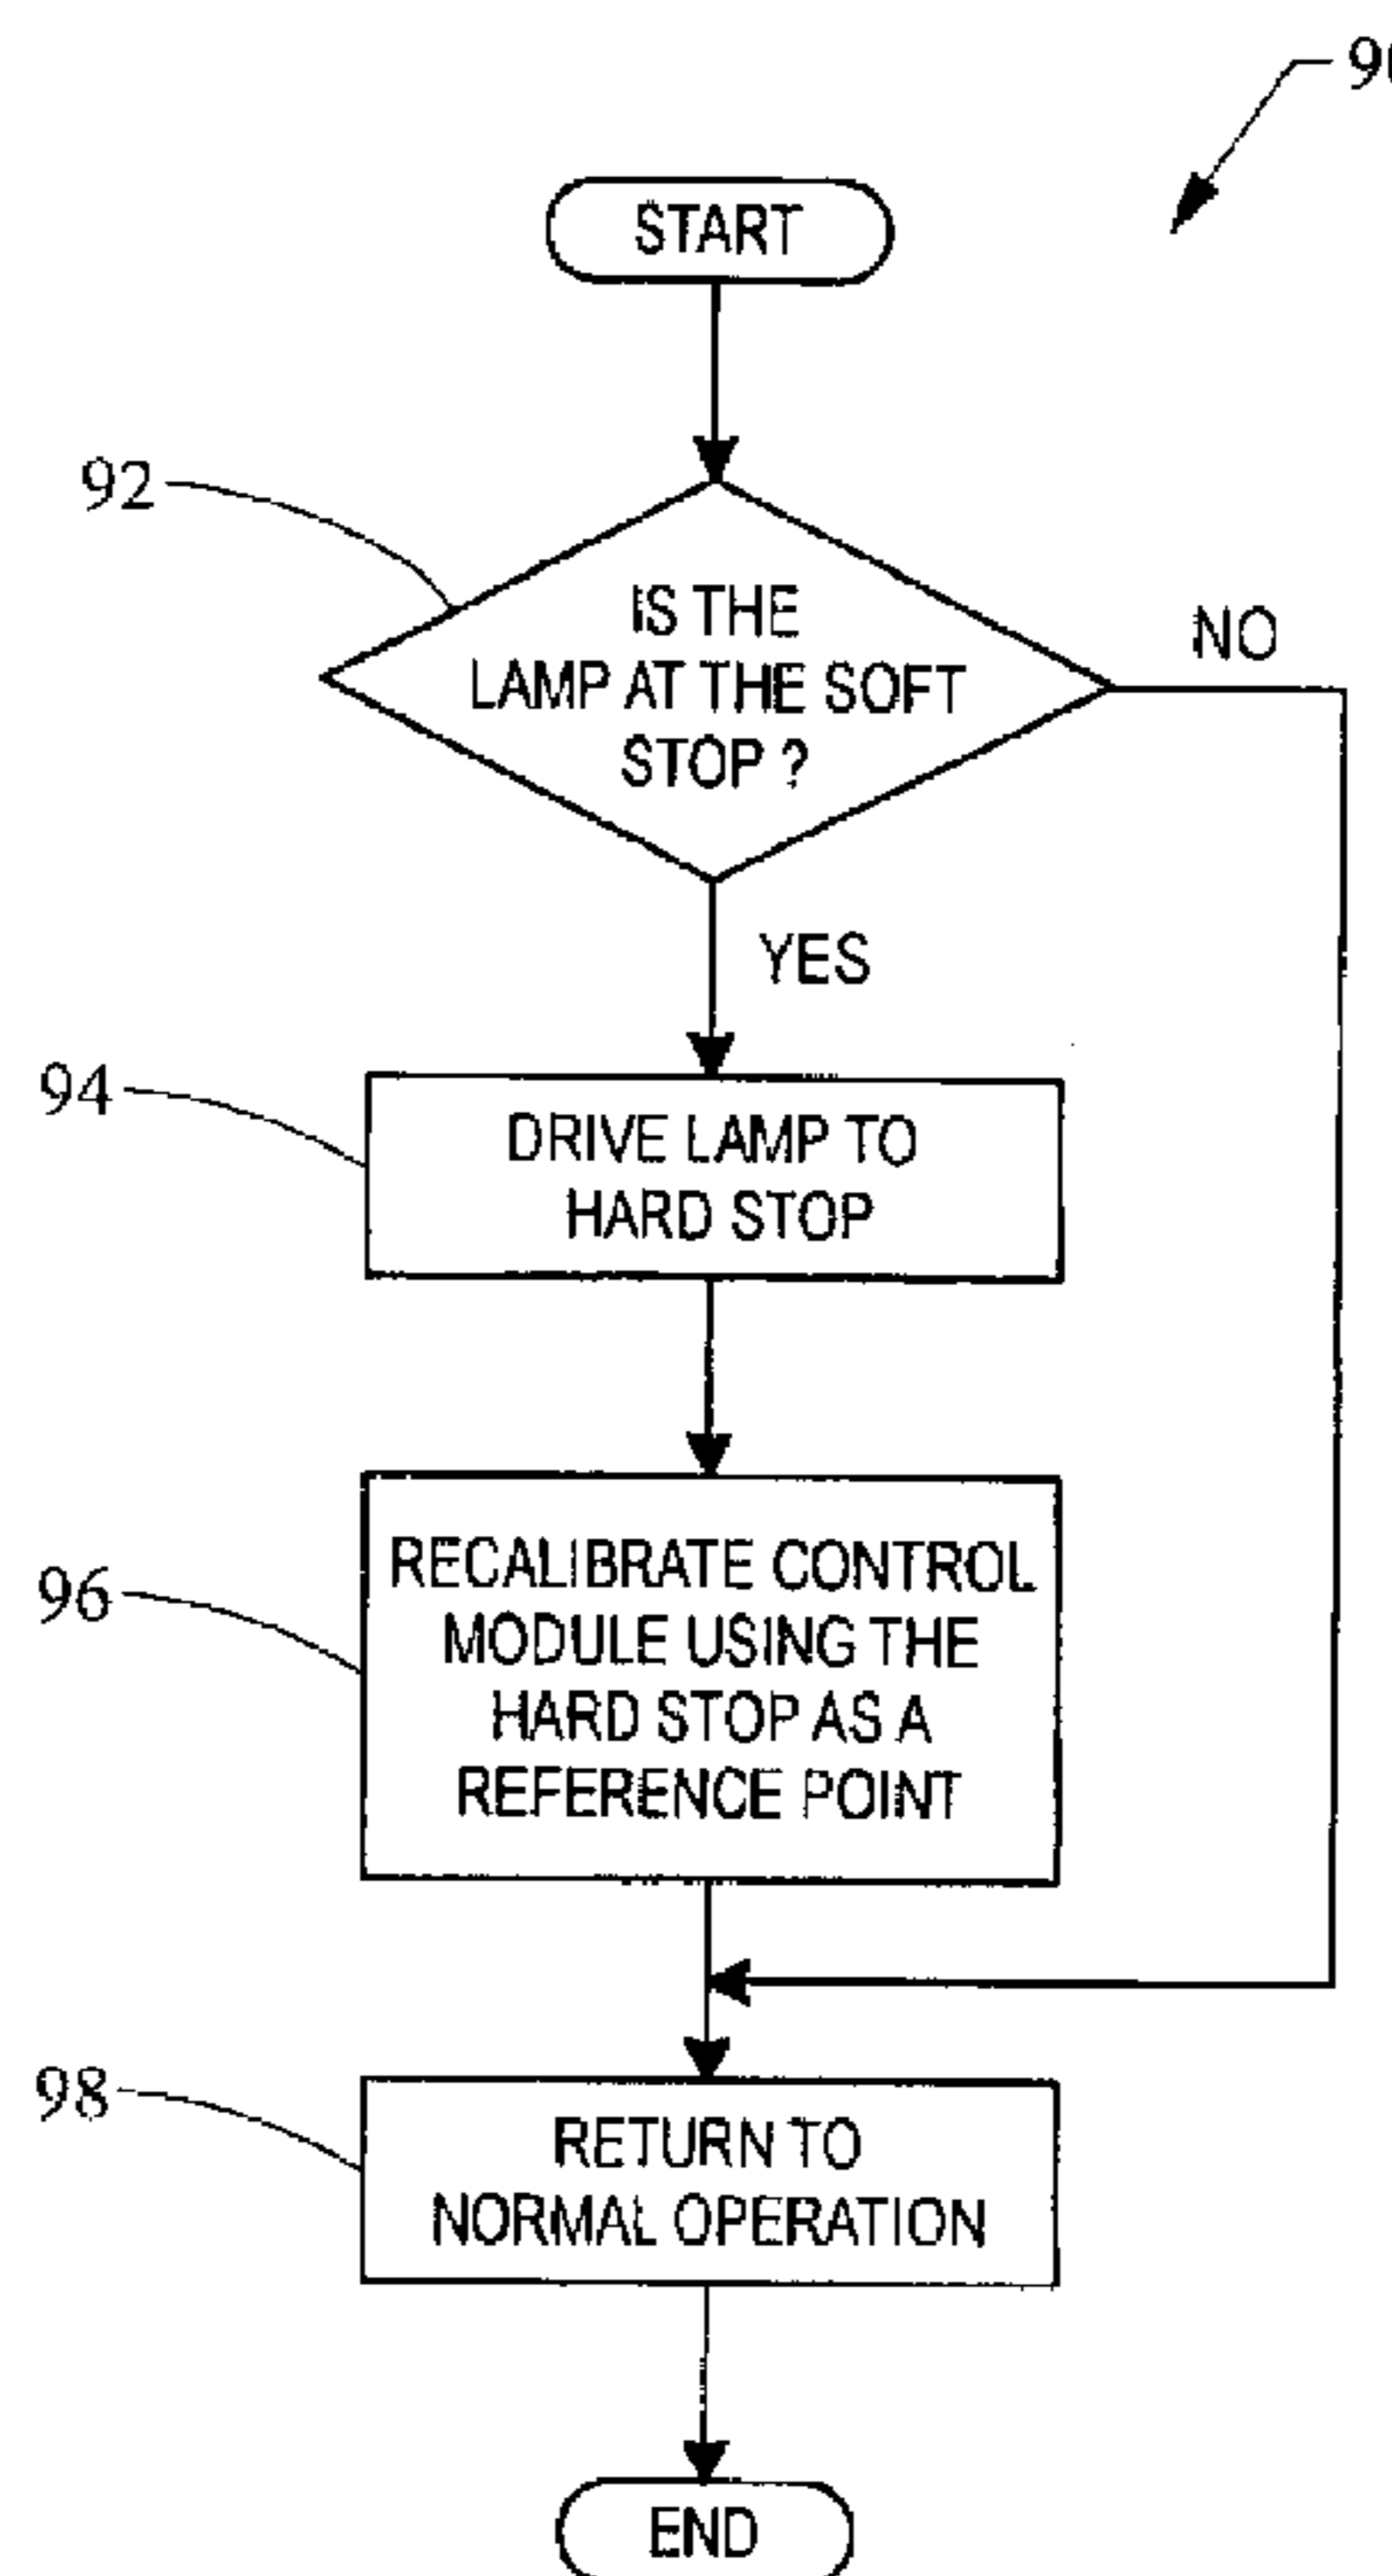 START
92
IS THE
LAMP AT THE SOFT
STOP ?
NO
YES
94
DRIVE LAMP TO
HARD STOP
96
RECALIBRATE CONTROL
MODULE USING THE
HARD STOP AS A
REFERENCE POINT
98
RETURN TO
NORMAL OPERATION
END